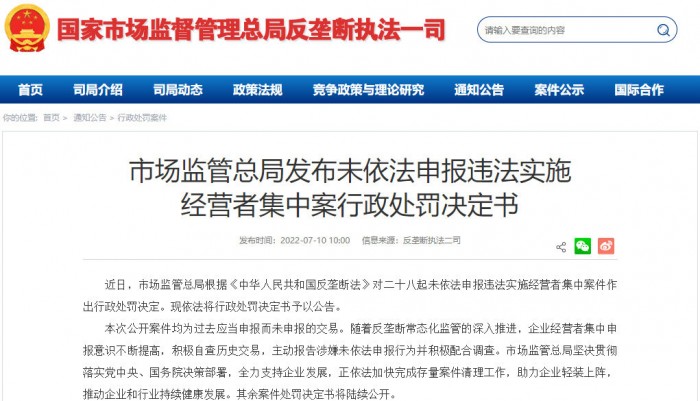 国家市场监督管理总局反垄断执法一司
请输入要查询的内容
首页 司局介绍 司局动态 政策法规 竞争政策与理论研究 通知公告 案件公示 国际合作
你的位置: 首页 > 通知公告 > 行政处罚案件
市场监管总局发布未依法申报违法实施
经营者集中案行政处罚决定书
发布时间：2022-07-10 10:00 信息来源：反垄断执法二司
近日，市场监管总局根据《中华人民共和国反垄断法》对二十八起未依法申报违法实施经营者集中案件作
出行政处罚决定。现依法将行政处罚决定书予以公告。
本次公开案件均为过去应当申报而未申报的交易。随着反垄断常态化监管的深入推进，企业经营者集中申
报意识不断提高，积极自查历史交易，主动报告涉嫌未依法申报行为并积极配合调查。市场监管总局坚决贯彻
落实党中央、国务院决策部署，全力支持企业发展，正依法加快完成存量案件清理工作，助力企业轻装上阵，
推动企业和行业持续健康发展。其余案件处罚决定书将陆续公开。